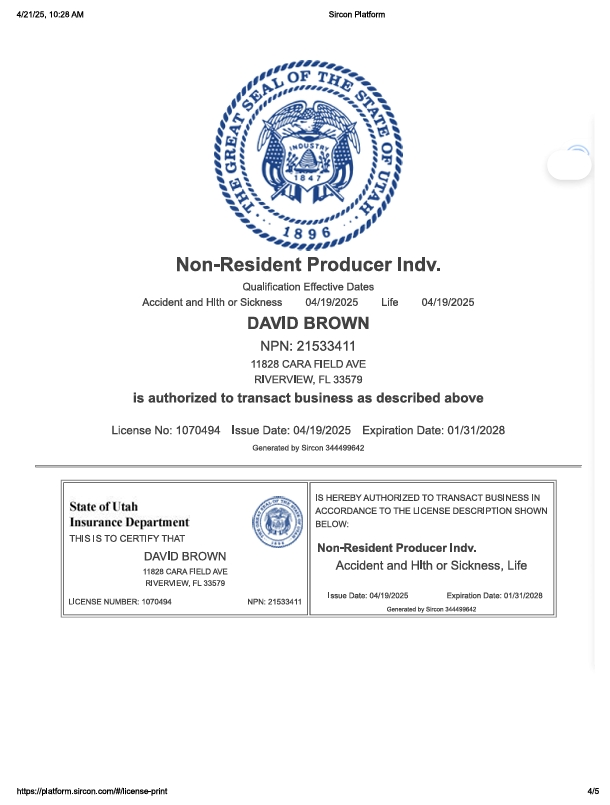 4/21/25, 10:28 AM
Sircon Platform
THE GREAT SEAL OF THE STATE OF UTAH
INDUSTRY
1847
1896
Non-Resident Producer Indv.
Qualification Effective Dates
Accident and Hlth or Sickness 04/19/2025 Life 04/19/2025
DAVID BROWN
NPN: 21533411
11828 CARA FIELD AVE
RIVERVIEW, FL 33579
is authorized to transact business as described above
License No: 1070494 Issue Date: 04/19/2025 Expiration Date: 01/31/2028
Generated by Sircon 344499642
State of Utah
Insurance Department
THIS IS TO CERTIFY THAT
DAVID BROWN
11828 CARA FIELD AVE
RIVERVIEW, FL 33579
LICENSE NUMBER: 1070494 NPN: 21533411
IS HEREBY AUTHORIZED TO TRANSACT BUSINESS IN
ACCORDANCE TO THE LICENSE DESCRIPTION SHOWN
BELOW:
Non-Resident Producer Indv.
Accident and Hlth or Sickness, Life
Issue Date: 04/19/2025 Expiration Date: 01/31/2028
Generated by Sircon 344499642
https://platform.sircon.com/#/license-print
4/5